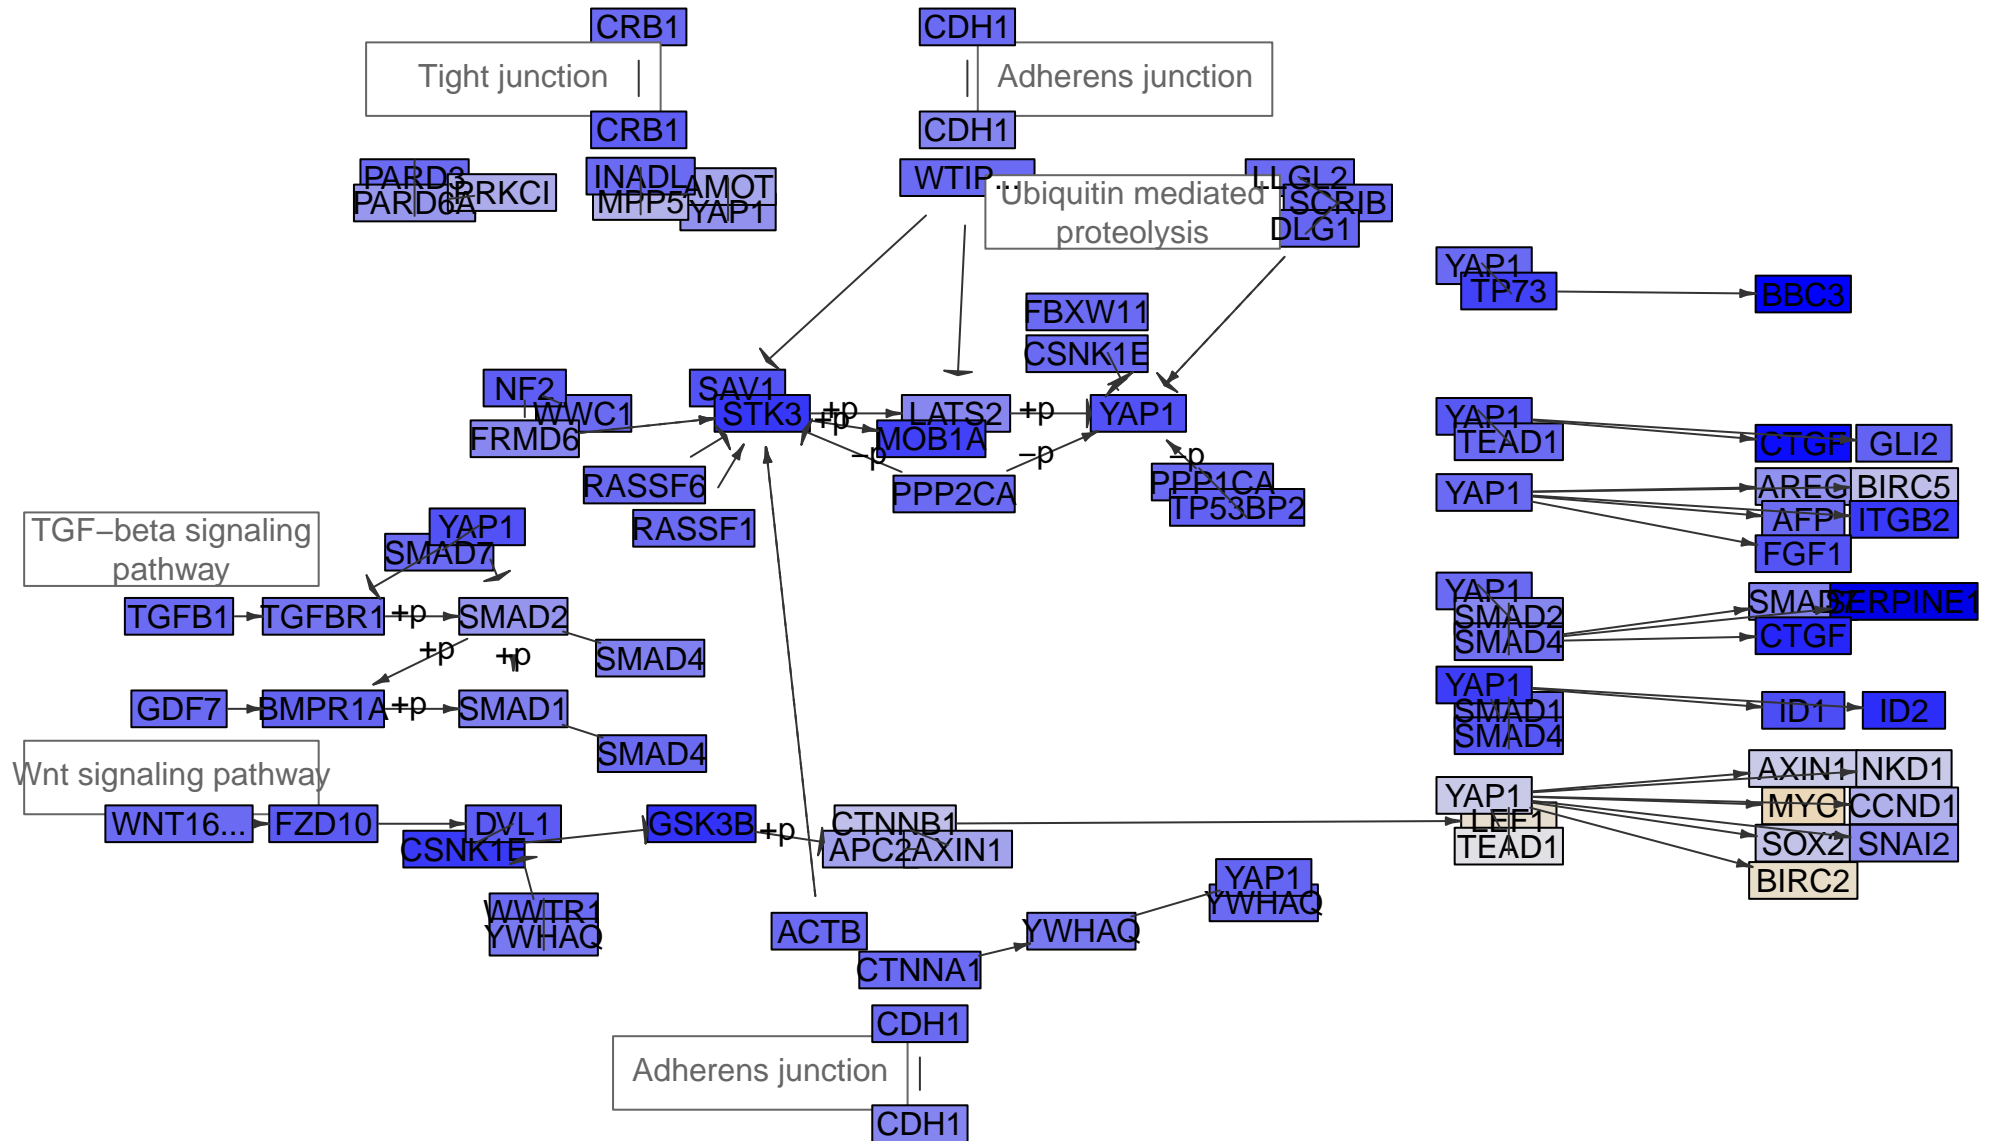 CRB1
CDH1
Tight junction
Adherens junction
CRB1
CDH1
PARD3
PARD6A
PRKCI
INADL
MPP5
AMOT
YAP1
WTIP...
LLGL2
SCRIB
DLG1
Ubiquitin mediated
proteolysis
YAP1
TP73
BBC3
FBXW11
CSNK1E
NF2
WWC1
FRMD6
SAV1
STK3
+p
+p
LATS2
MOB1A
+p
YAP1
−p
−p
−p
RASSF6
RASSF1
PPP2CA
PPP1CA
TP53BP2
YAP1
TEAD1
CTGF
GLI2
YAP1
AREG
BIRC5
AFP
ITGB2
FGF1
TGF−beta signaling
pathway
YAP1
SMAD7
TGFB1
TGFBR1
+p
SMAD2
+p
+p
SMAD4
GDF7
BMPR1A
+p
SMAD1
SMAD4
YAP1
SMAD2
SMAD4
SMAD7
SERPINE1
CTGF
YAP1
SMAD1
SMAD4
ID1
ID2
Wnt signaling pathway
WNT16...
FZD10
DVL1
CSNK1E
GSK3B
+p
CTNNB1
APC2
AXIN1
YAP1
LEF1
TEAD1
AXIN1
NKD1
MYC
CCND1
SOX2
SNAI2
BIRC2
WWTR1
YWHAQ
ACTB
CTNNA1
YWHAQ
YAP1
YWHAQ
CDH1
Adherens junction
CDH1